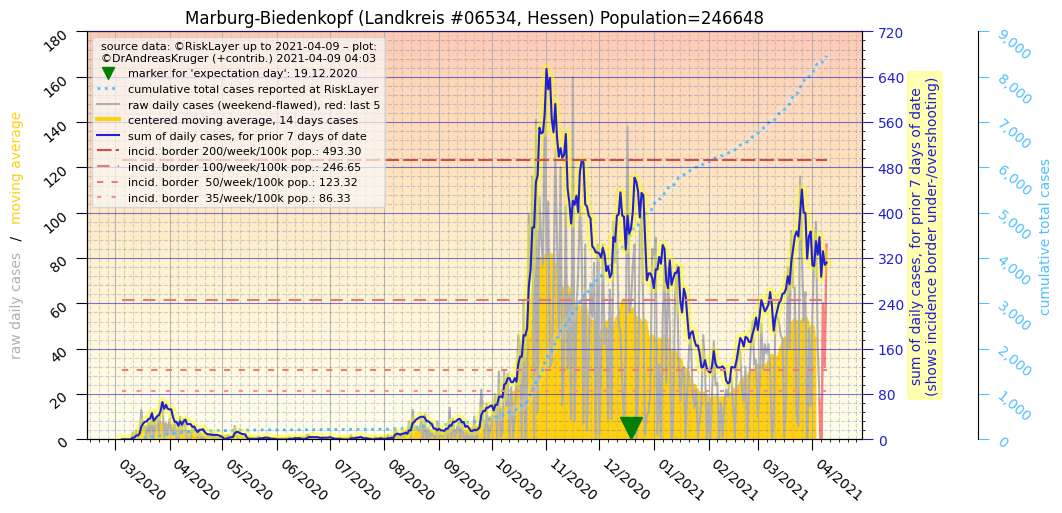 Marburg-Biedenkopf (Landkreis #06534, Hessen) Population=246648
source data: ©RiskLayer up to 2021-04-09 – plot:
©DrAndreasKruger (+contrib.) 2021-04-09 04:03
marker for 'expectation day': 19.12.2020
cumulative total cases reported at RiskLayer
raw daily cases (weekend-flawed), red: last 5
centered moving average, 14 days cases
sum of daily cases, for prior 7 days of date
incid. border 200/week/100k pop.: 493.30
incid. border 100/week/100k pop.: 246.65
incid. border  50/week/100k pop.: 123.32
incid. border  35/week/100k pop.: 86.33
raw daily cases / moving average
180
160
140
120
100
80
60
40
20
0
03/2020
04/2020
05/2020
06/2020
07/2020
08/2020
09/2020
10/2020
11/2020
12/2020
01/2021
02/2021
03/2021
04/2021
720
640
560
480
400
320
240
160
80
0
sum of daily cases, for prior 7 days of date
(shows incidence border under-/overshooting)
9,000
8,000
7,000
6,000
5,000
4,000
3,000
2,000
1,000
0
cumulative total cases